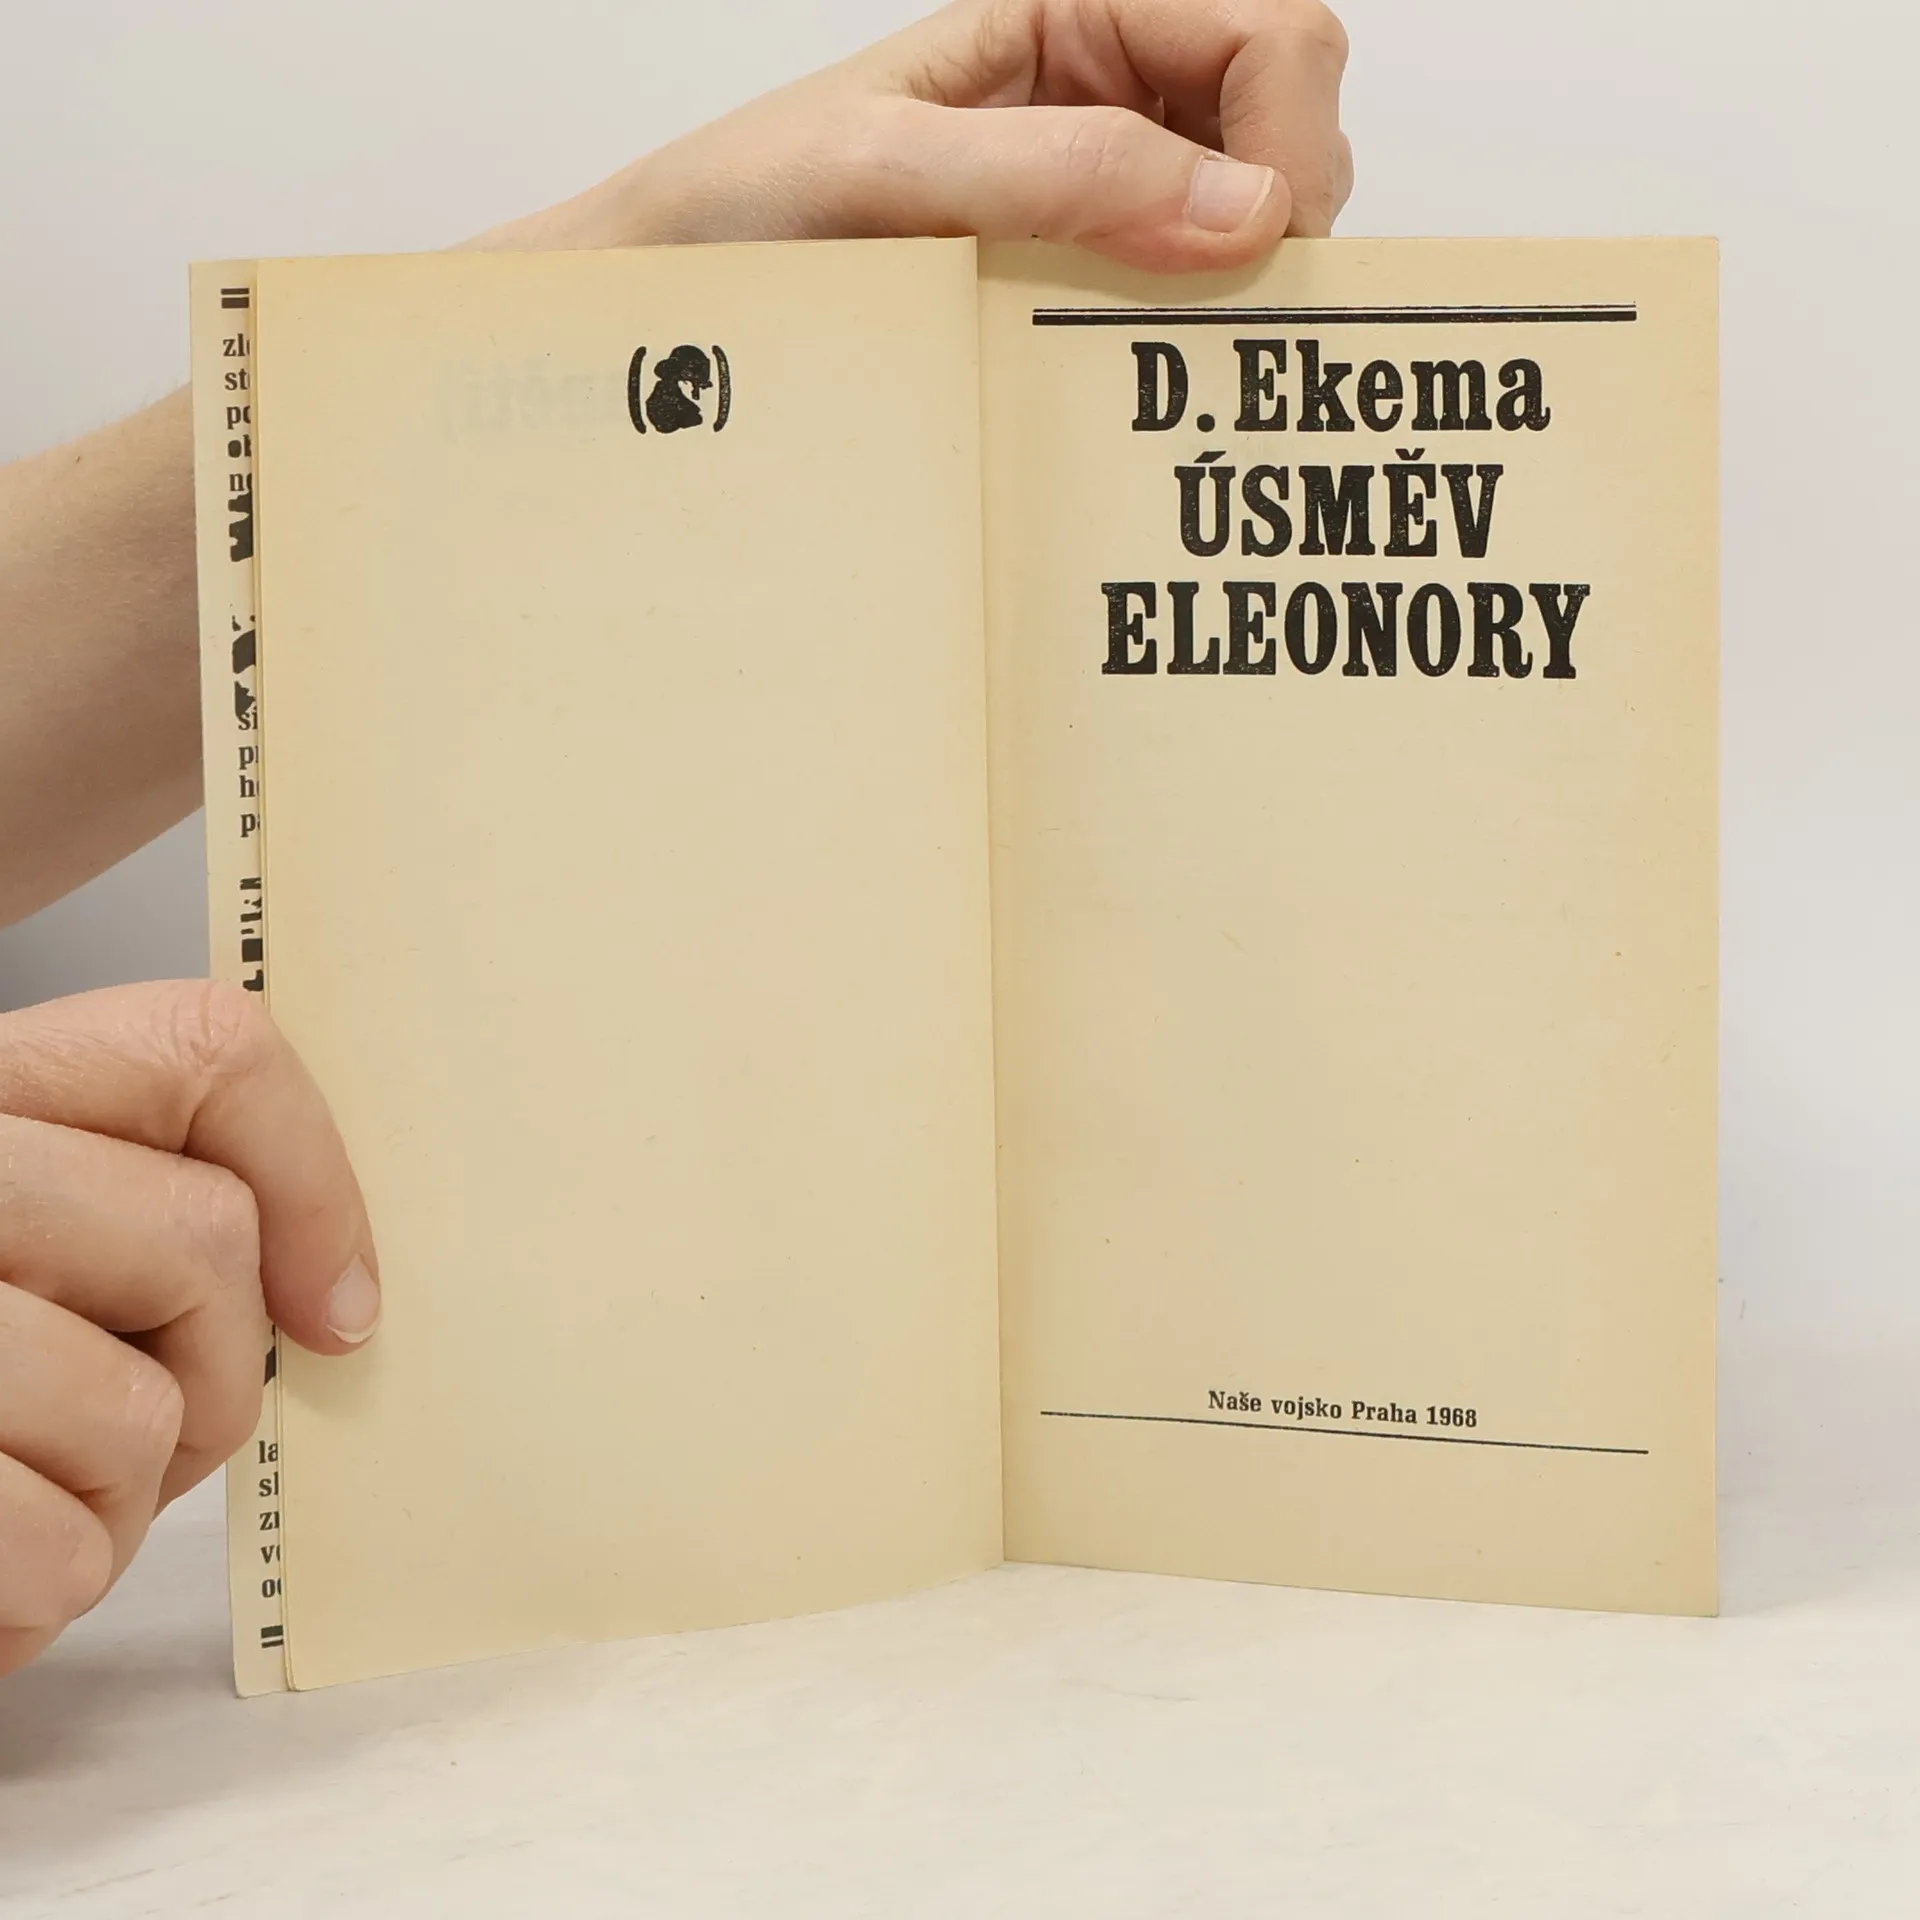 D. Ekema
ÚSMĚV
ELEONORY
Naše vojsko Praha 1968